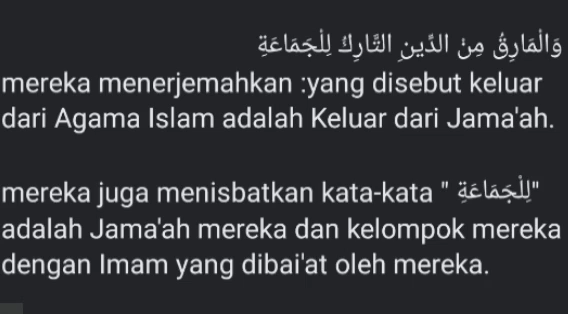 وَالْمَارِقُ مِنْ الدِّينِ التَّارِكُ لِلْجَمَاعَةِ
mereka menerjemahkan :yang disebut keluar
dari Agama Islam adalah Keluar dari Jama'ah.
mereka juga menisbatkan kata-kata " لِلْجَمَاعَةِ"
adalah Jama'ah mereka dan kelompok mereka
dengan Imam yang dibai'at oleh mereka.